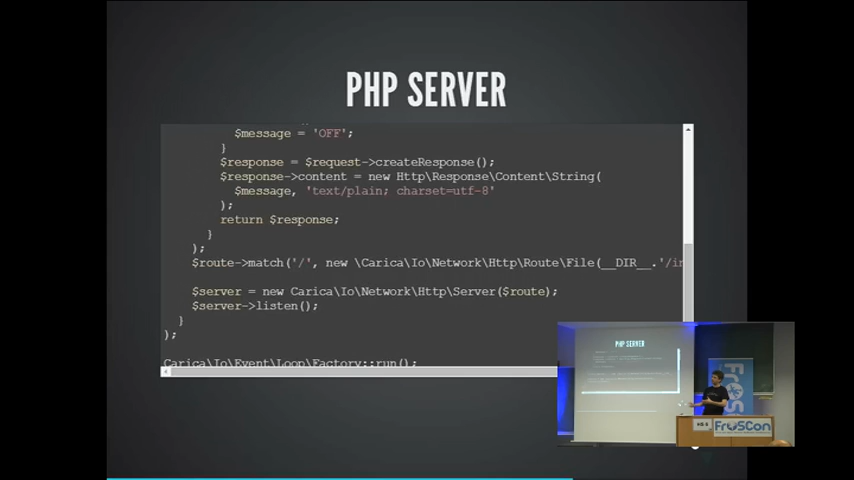 PHP SERVER
$message = 'OFF';
}
$response = $request->createResponse();
$response->content = new Http\Response\Content\String(
$message, 'text/plain; charset=utf-8'
);
return $response;
}
);
$route->match('/', new \Carica\Io\Network\Http\Route\File(__DIR__.'/in
$server = new Carica\Io\Network\Http\Server($route);
$server->listen();
}
);
Carica\Io\Event\Loop\Factory::run();
PHP SERVER
FrOSCon